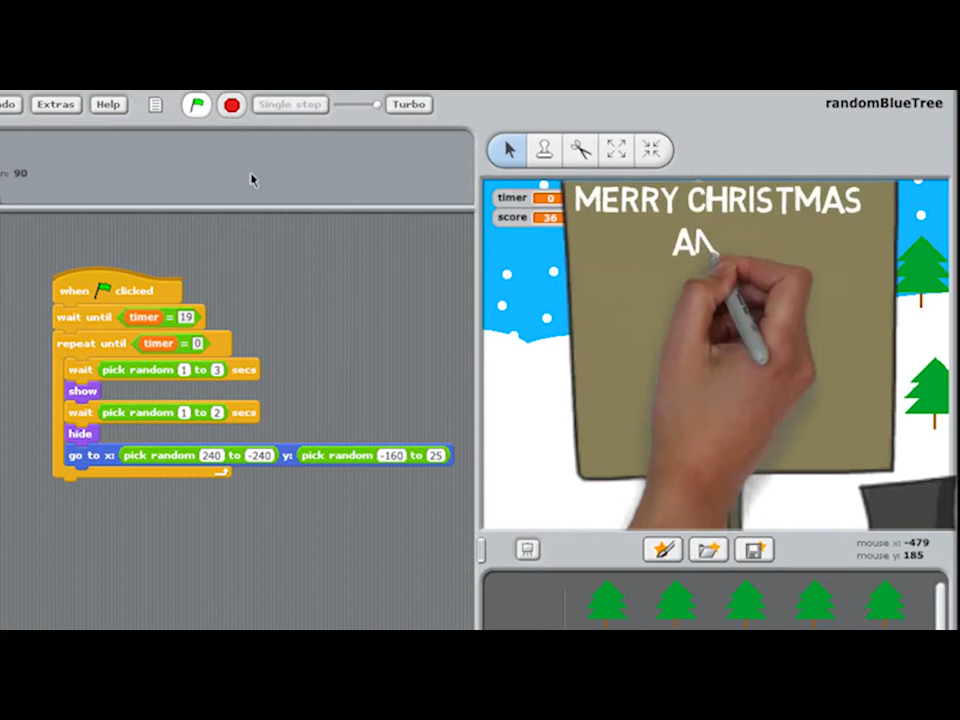 Extras Help Single step Turbo
randomBlueTree
n: 90
timer 0
score 36
MERRY CHRISTMAS
AN
when clicked
wait until timer = 19
repeat until timer = 0
wait pick random 1 to 3 secs
show
wait pick random 1 to 2 secs
hide
go to x: pick random 240 to -240 y: pick random -160 to 25
mouse x: -479
mouse y: 185